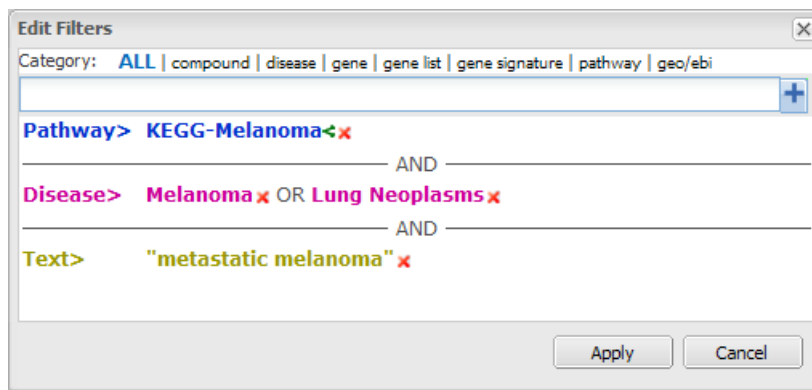 Edit Filters
Category: ALL | compound | disease | gene | gene list | gene signature | pathway | geo/ebi
Pathway> KEGG-Melanoma
AND
Disease> Melanoma OR Lung Neoplasms
AND
Text> "metastatic melanoma"
Apply Cancel